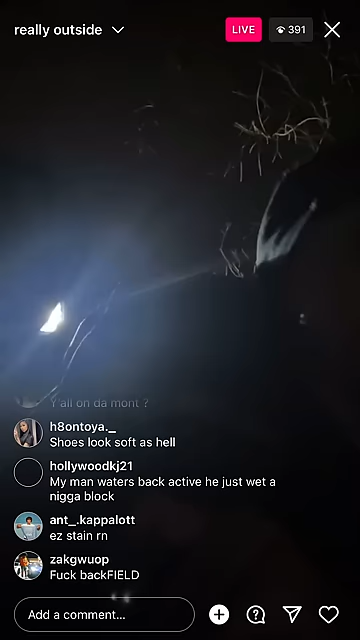 really outside
LIVE
391
Y'all on da mont ?
h8ontoya._
Shoes look soft as hell
hollywoodkj21
My man waters back active he just wet a
nigga block
ant_.kappalott
ez stain rn
zakgwuop
Fuck backFIELD
Add a comment...